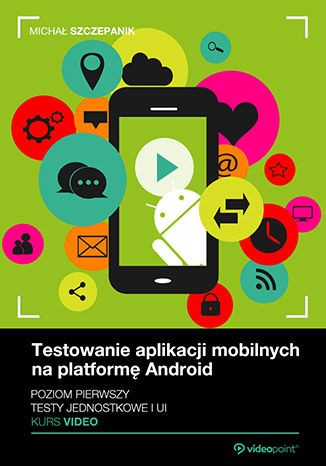 MICHAŁ SZCZEPANIK
@
Testowanie aplikacji mobilnych
na platformę Android
POZIOM PIERWSZY
TESTY JEDNOSTKOWE I UI
KURS VIDEO
videopoint